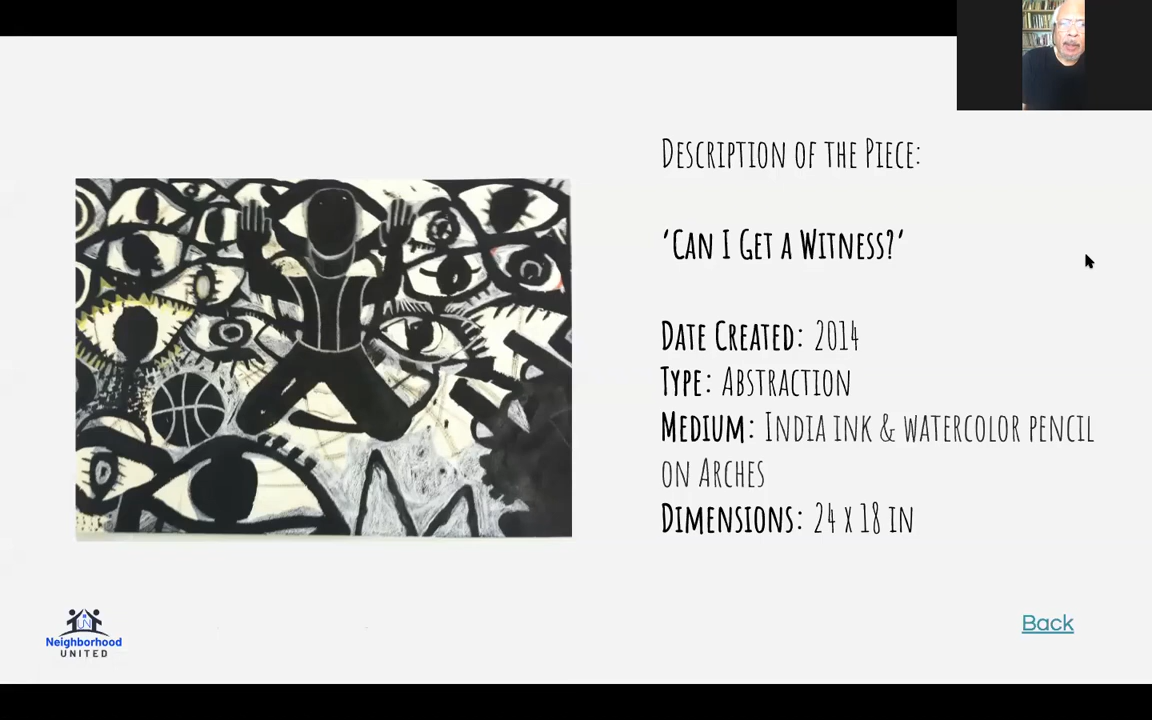 Description of the Piece:
‘Can I Get a Witness?‘
Date Created: 2014
Type: Abstraction
Medium: India ink & watercolor pencil
on Arches
Dimensions: 24 x 18 in
UN
Neighborhood
UNITED
Back